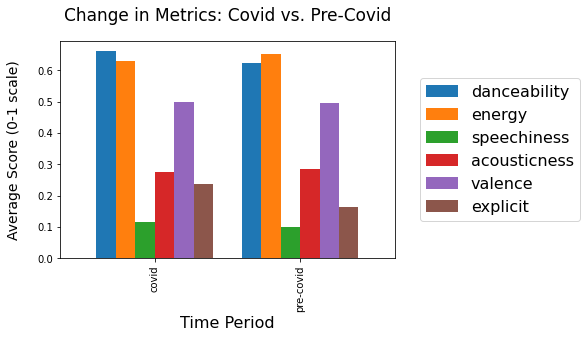 Change in Metrics: Covid vs. Pre-Covid
Average Score (0-1 scale)
0.6
0.5
0.4
0.3
0.2
0.1
0.0
covid
pre-covid
Time Period
danceability
energy
speechiness
acousticness
valence
explicit